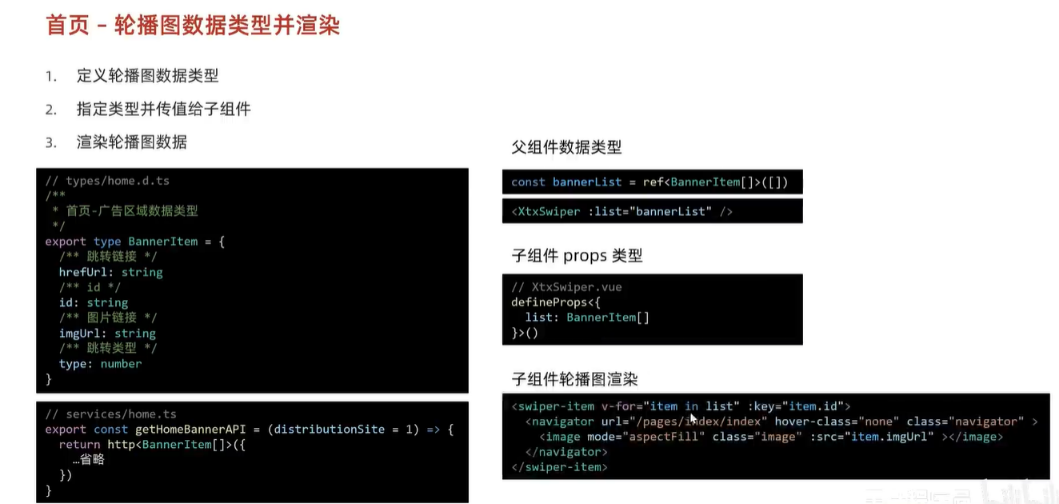 首页 – 轮播图数据类型并渲染
1. 定义轮播图数据类型
2. 指定类型并传值给子组件
3. 渲染轮播图数据
// types/home.d.ts
/**
 * 首页-广告区域数据类型
 */
export type BannerItem = {
  /** 跳转链接 */
  hrefUrl: string
  /** id */
  id: string
  /** 图片链接 */
  imgUrl: string
  /** 跳转类型 */
  type: number
}
// services/home.ts
export const getHomeBannerAPI = (distributionSite = 1) => {
  return http<BannerItem[]>({
    …省略
  })
}
父组件数据类型
const bannerList = ref<BannerItem[]>([])
<XtxSwiper :list="bannerList" />
子组件 props 类型
// XtxSwiper.vue
defineProps<{
  list: BannerItem[]
}>()
子组件轮播图渲染
<swiper-item v-for="item in list" :key="item.id">
  <navigator url="/pages/index/index" hover-class="none" class="navigator" >
    <image mode="aspectFill" class="image" :src="item.imgUrl" ></image>
  </navigator>
</swiper-item>